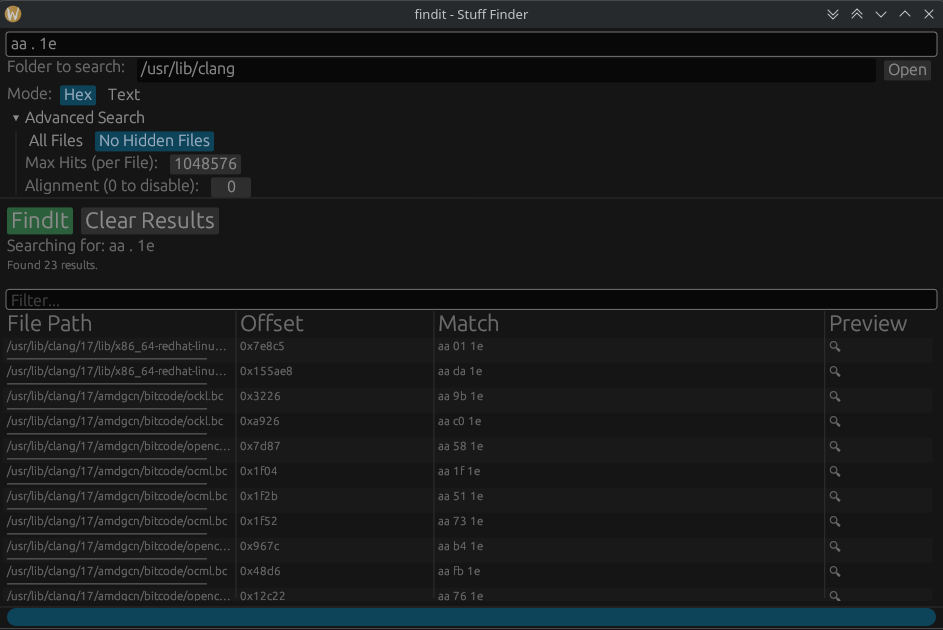 findit - Stuff Finder
aa . 1e
Folder to search: /usr/lib/clang Open
Mode: Hex Text
Advanced Search
All Files No Hidden Files
Max Hits (per File): 1048576
Alignment (0 to disable): 0
FindIt Clear Results
Searching for: aa . 1e
Found 23 results.
Filter...
File Path Offset Match Preview
/usr/lib/clang/17/lib/x86_64-redhat-linu... 0x7e8c5 aa 01 1e
/usr/lib/clang/17/lib/x86_64-redhat-linu... 0x155ae8 aa da 1e
/usr/lib/clang/17/amdgcn/bitcode/ockl.bc 0x3226 aa 9b 1e
/usr/lib/clang/17/amdgcn/bitcode/ockl.bc 0xa926 aa c0 1e
/usr/lib/clang/17/amdgcn/bitcode/openc... 0x7d87 aa 58 1e
/usr/lib/clang/17/amdgcn/bitcode/ocml.bc 0x1f04 aa 1f 1e
/usr/lib/clang/17/amdgcn/bitcode/ocml.bc 0x1f2b aa 51 1e
/usr/lib/clang/17/amdgcn/bitcode/ocml.bc 0x1f52 aa 73 1e
/usr/lib/clang/17/amdgcn/bitcode/openc... 0x967c aa b4 1e
/usr/lib/clang/17/amdgcn/bitcode/ocml.bc 0x48d6 aa fb 1e
/usr/lib/clang/17/amdgcn/bitcode/openc... 0x12c22 aa 76 1e